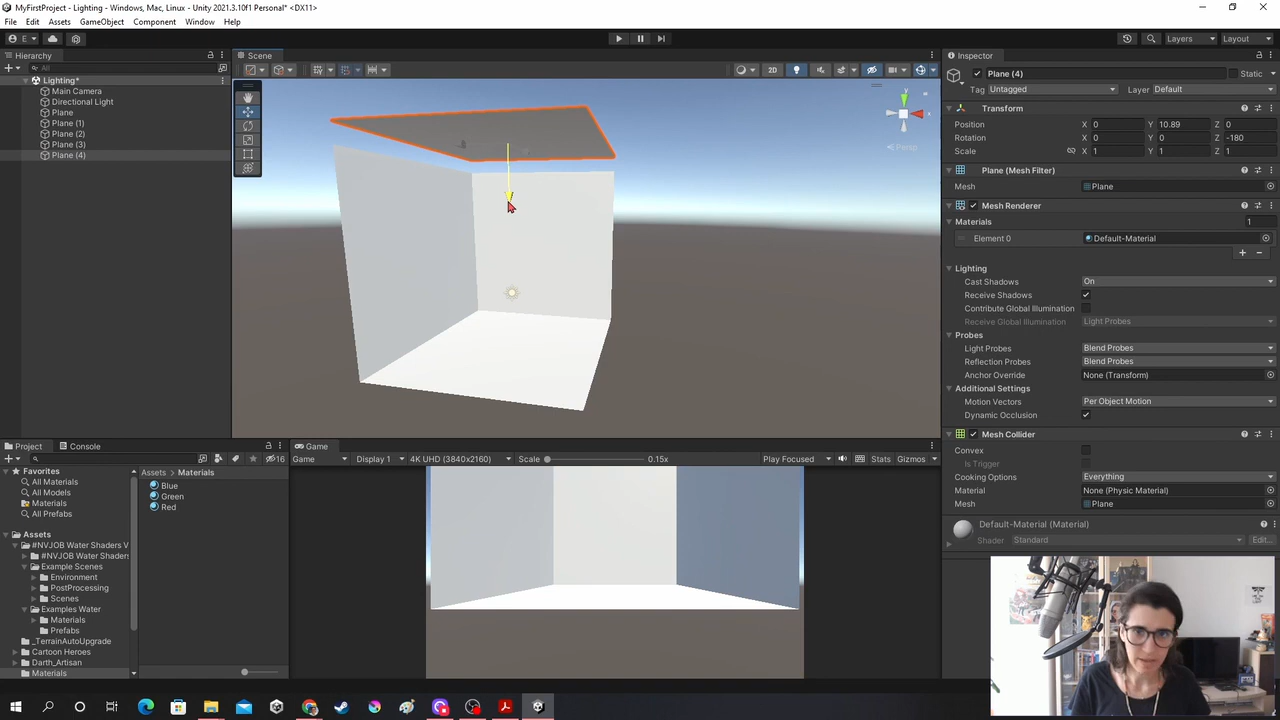 MyFirstProject - Lighting - Windows, Mac, Linux - Unity 2021.3.10f1 Personal* <DX11>
File Edit Assets GameObject Component Window Help
E
Layers Layout
Hierarchy
All
Lighting*
Main Camera
Directional Light
Plane
Plane (1)
Plane (2)
Plane (3)
Plane (4)
Scene
2D
Persp
Inspector
Plane (4) Static
Tag Untagged Layer Default
Transform
Position X 0 Y 10.89 Z 0
Rotation X 0 Y 0 Z -180
Scale X 1 Y 1 Z 1
Plane (Mesh Filter)
Mesh Plane
Mesh Renderer
Materials 1
Element 0 Default-Material
Lighting
Cast Shadows On
Receive Shadows
Contribute Global Illumination
Receive Global Illumination Light Probes
Probes
Light Probes Blend Probes
Reflection Probes Blend Probes
Anchor Override None (Transform)
Additional Settings
Motion Vectors Per Object Motion
Dynamic Occlusion
Mesh Collider
Convex
Is Trigger
Cooking Options Everything
Material None (Physic Material)
Mesh Plane
Default-Material (Material)
Shader Standard Edit...
Project Console
16
Favorites
All Materials
All Models
Materials
All Prefabs
Assets
#NVJOB Water Shaders V
#NVJOB Water Shaders
Example Scenes
Environment
PostProcessing
Scenes
Examples Water
Materials
Prefabs
_TerrainAutoUpgrade
Cartoon Heroes
Darth_Artisan
Materials
Assets > Materials
Blue
Green
Red
Game
Game Display 1 4K UHD (3840x2160) Scale 0.15x Play Focused Stats Gizmos